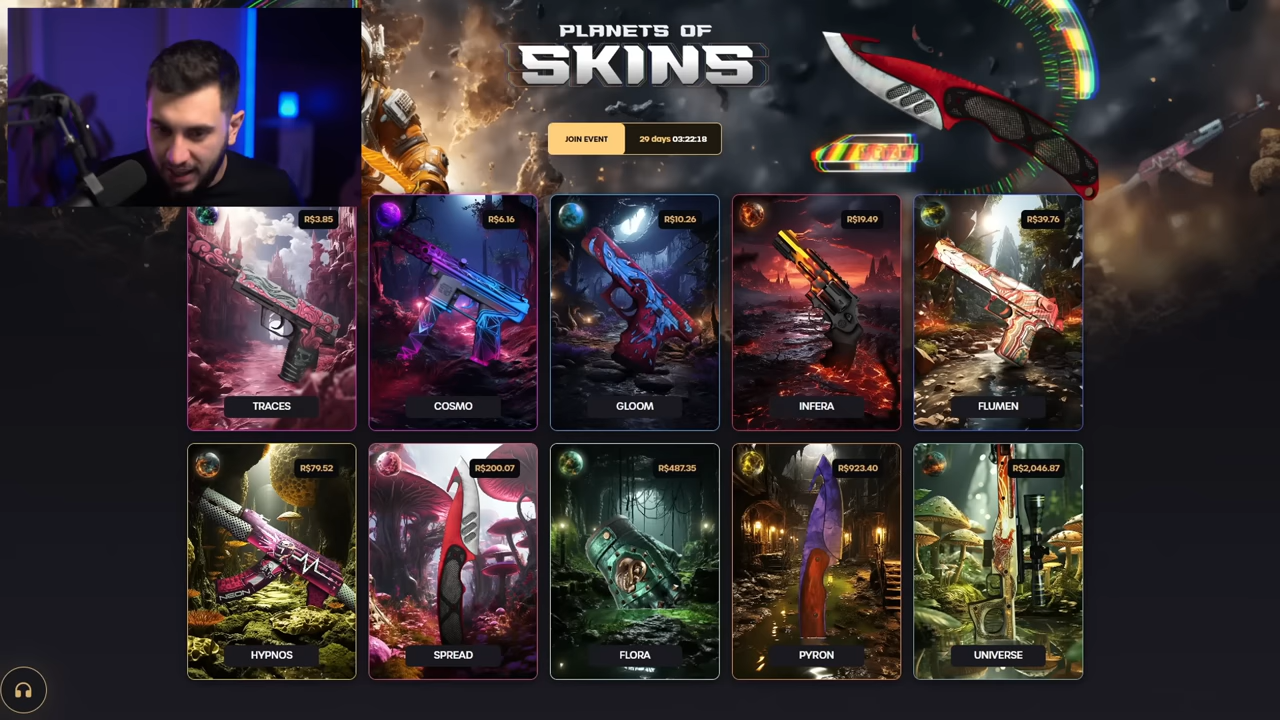 PLANETS OF
SKINS
JOIN EVENT
29 days 03:22:18
R$3.85
TRACES
R$6.16
COSMO
R$10.26
GLOOM
R$19.49
INFERA
R$39.76
FLUMEN
R$79.52
NEON
HYPNOS
R$200.07
SPREAD
R$487.35
FLORA
R$923.40
PYRON
R$2,046.87
UNIVERSE